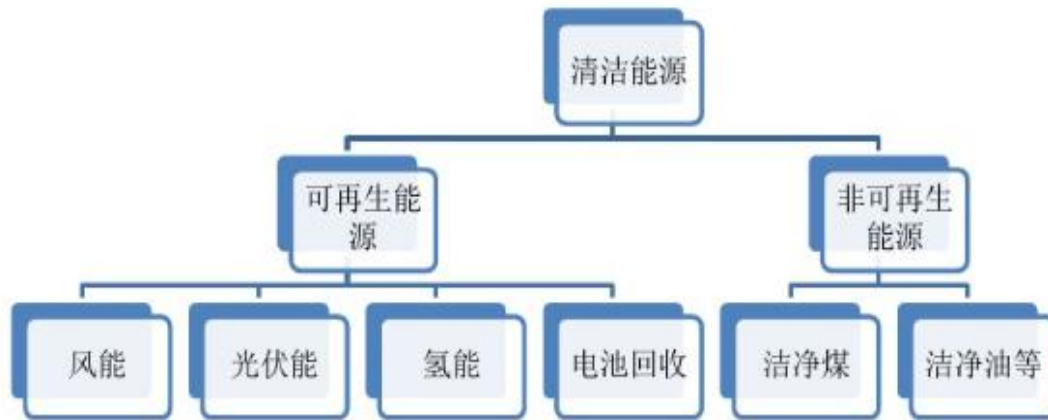 清洁能源
可再生能
源
非可再生
能源
风能
光伏能
氢能
电池回收
洁净煤
洁净油等